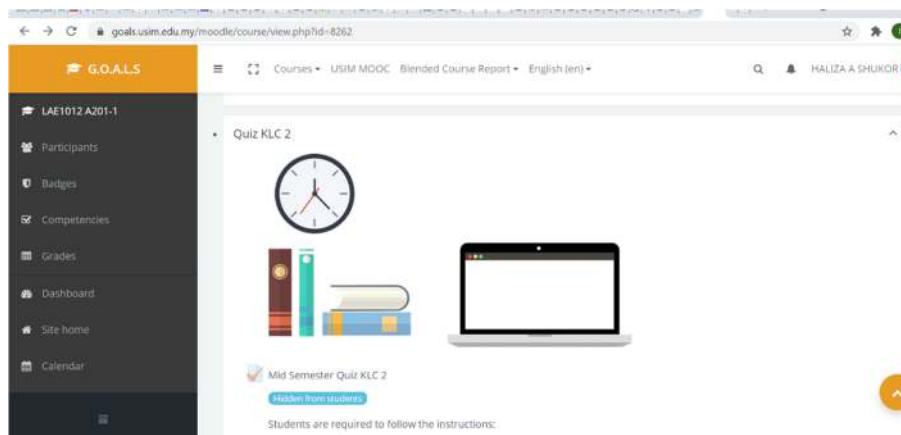 goals.usim.edu.my/moodle/course/view.php?id=8262
G.O.A.L.S
Courses USIM MOOC Blended Course Report English (en)
HALIZA A SHUKOR
LAE1012 A201-1
Participants
Badges
Competencies
Grades
Dashboard
Site home
Calendar
Quiz KLC 2
Mid Semester Quiz KLC 2
Hidden from students
Students are required to follow the instructions: